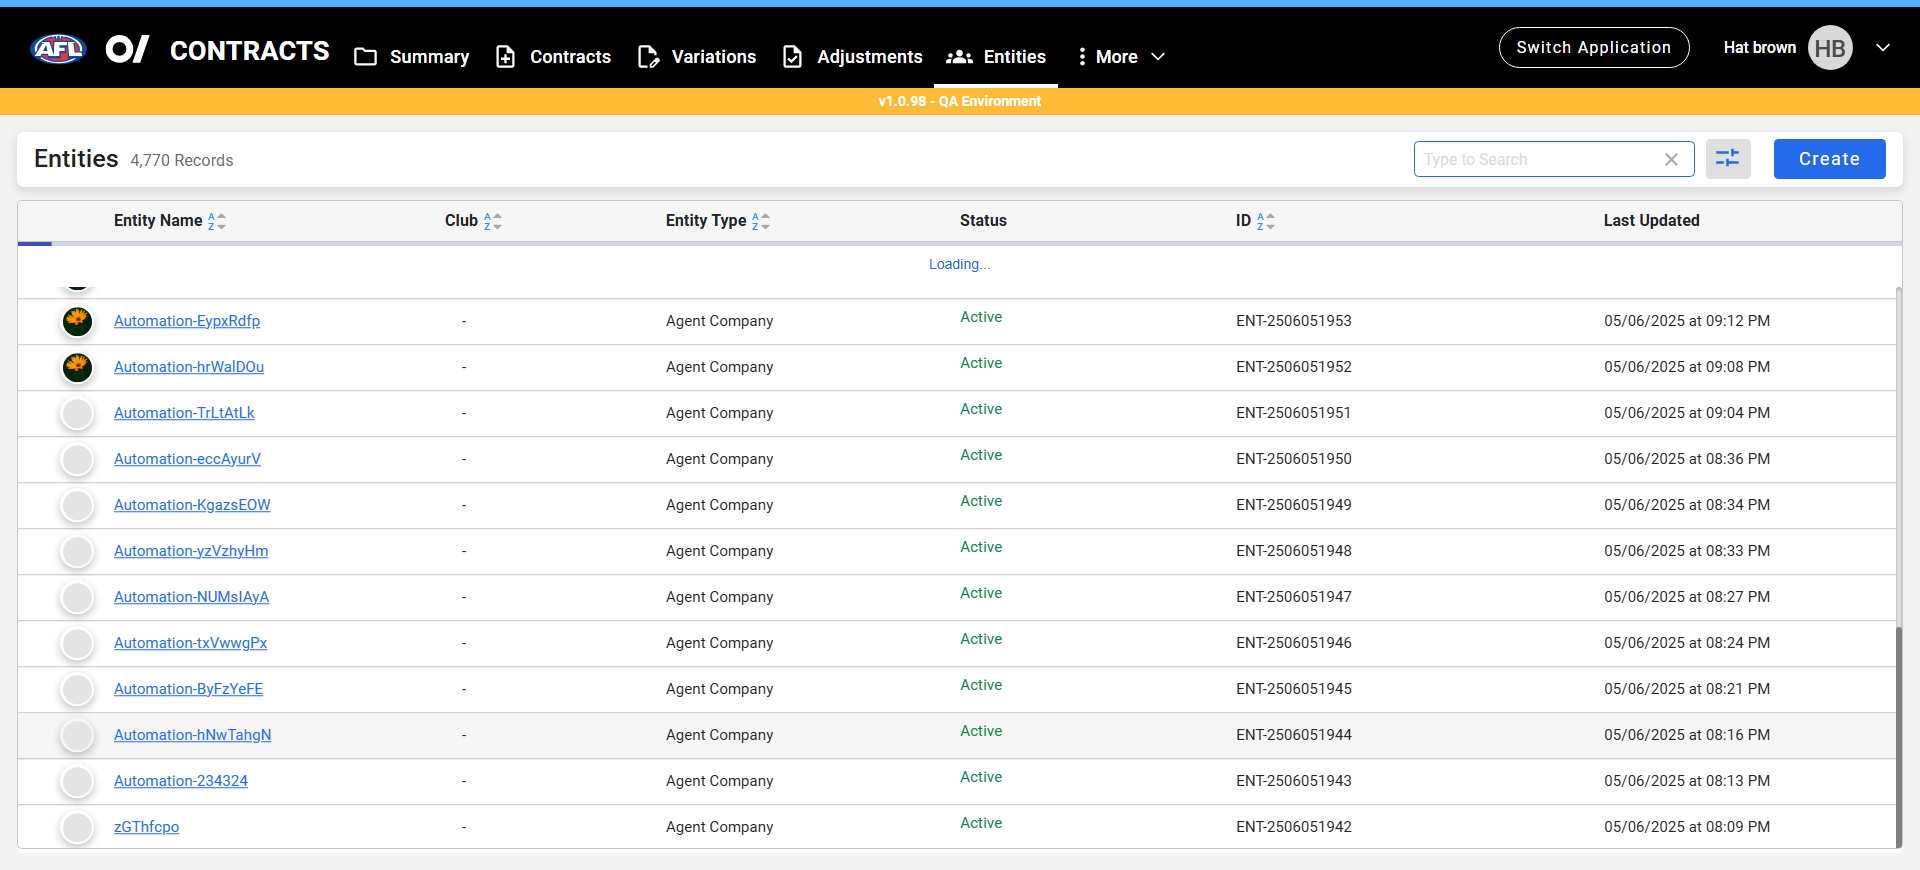 AFL CONTRACTS Summary Contracts Variations Adjustments Entities More Switch Application Hat brown HB
v1.0.98 - QA Environment
Entities 4,770 Records Type to Search Create
Entity Name Club Entity Type Status ID Last Updated
Loading...
Automation-EypxRdfp - Agent Company Active ENT-2506051953 05/06/2025 at 09:12 PM
Automation-hrWalDOu - Agent Company Active ENT-2506051952 05/06/2025 at 09:08 PM
Automation-TrLtAtLk - Agent Company Active ENT-2506051951 05/06/2025 at 09:04 PM
Automation-eccAyurV - Agent Company Active ENT-2506051950 05/06/2025 at 08:36 PM
Automation-KgazsEOW - Agent Company Active ENT-2506051949 05/06/2025 at 08:34 PM
Automation-yzVzhyHm - Agent Company Active ENT-2506051948 05/06/2025 at 08:33 PM
Automation-NUMsIAyA - Agent Company Active ENT-2506051947 05/06/2025 at 08:27 PM
Automation-txVwwgPx - Agent Company Active ENT-2506051946 05/06/2025 at 08:24 PM
Automation-ByFzYeFE - Agent Company Active ENT-2506051945 05/06/2025 at 08:21 PM
Automation-hNwTahgN - Agent Company Active ENT-2506051944 05/06/2025 at 08:16 PM
Automation-234324 - Agent Company Active ENT-2506051943 05/06/2025 at 08:13 PM
zGThfcpo - Agent Company Active ENT-2506051942 05/06/2025 at 08:09 PM